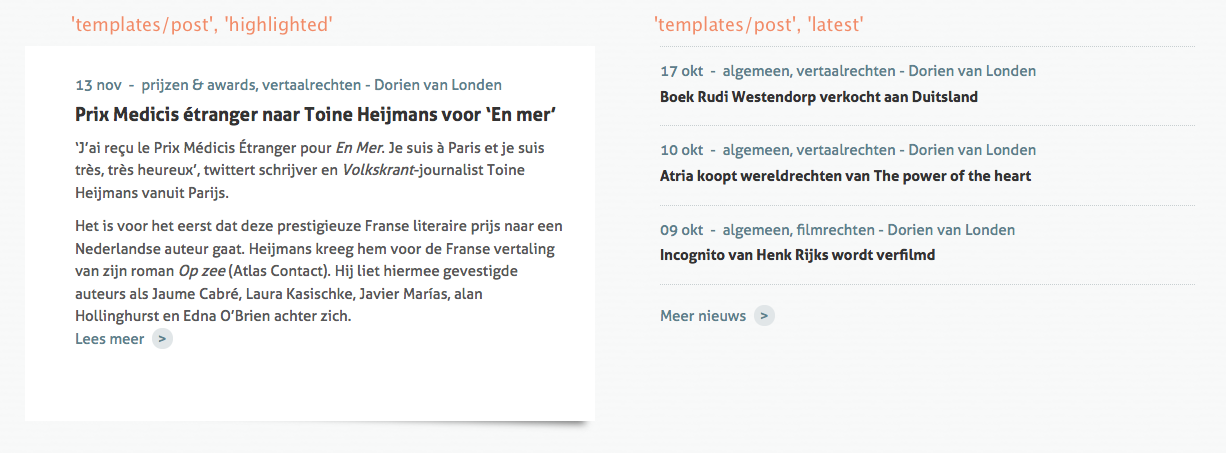 'templates/post', 'highlighted'
13 nov - prijzen & awards, vertaalrechten - Dorien van Londen
Prix Medicis étranger naar Toine Heijmans voor ‘En mer’
‘J’ai reçu le Prix Médicis Étranger pour En Mer. Je suis à Paris et je suis
très, très heureux’, twittert schrijver en Volkskrant-journalist Toine
Heijmans vanuit Parijs.
Het is voor het eerst dat deze prestigieuze Franse literaire prijs naar een
Nederlandse auteur gaat. Heijmans kreeg hem voor de Franse vertaling
van zijn roman Op zee (Atlas Contact). Hij liet hiermee gevestigde
auteurs als Jaume Cabré, Laura Kasischke, Javier Marías, alan
Hollinghurst en Edna O’Brien achter zich.
Lees meer >
'templates/post', 'latest'
17 okt - algemeen, vertaalrechten - Dorien van Londen
Boek Rudi Westendorp verkocht aan Duitsland
10 okt - algemeen, vertaalrechten - Dorien van Londen
Atria koopt wereldrechten van The power of the heart
09 okt - algemeen, filmrechten - Dorien van Londen
Incognito van Henk Rijks wordt verfilmd
Meer nieuws >